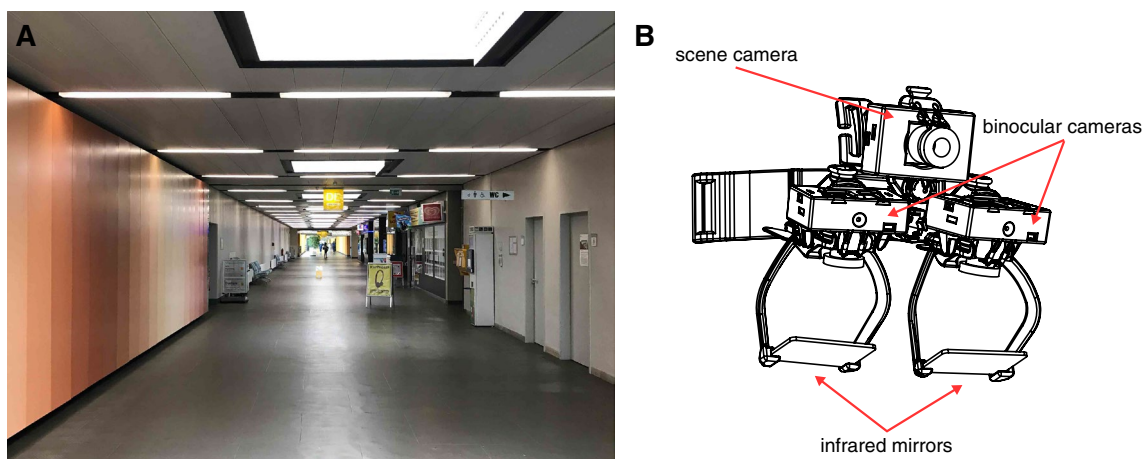 A
WC
B
scene camera
binocular cameras
infrared mirrors